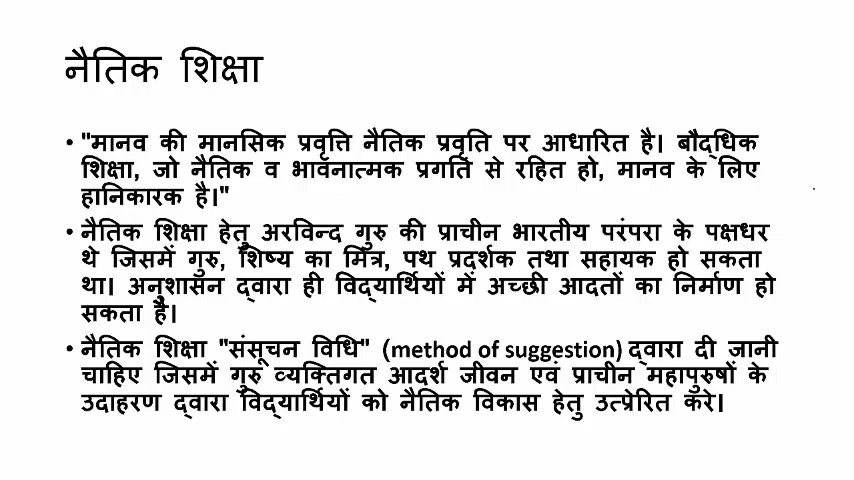 नैतिक शिक्षा
• "मानव की मानसिक प्रवृत्ति नैतिक प्रवृति पर आधारित है। बौद्धिक
शिक्षा, जो नैतिक व भावनात्मक प्रगति से रहित हो, मानव के लिए
हानिकारक है।"
• नैतिक शिक्षा हेतु अरविन्द गुरु की प्राचीन भारतीय परंपरा के पक्षधर
थे जिसमें गुरु, शिष्य का मित्र, पथ प्रदर्शक तथा सहायक हो सकता
था। अनुशासन द्वारा ही विद्यार्थियों में अच्छी आदतों का निर्माण हो
सकता है।
• नैतिक शिक्षा "संसूचन विधि" (method of suggestion) द्वारा दी जानी
चाहिए जिसमें गुरु व्यक्तिगत आदर्श जीवन एवं प्राचीन महापुरुषों के
उदाहरण द्वारा विद्यार्थियों को नैतिक विकास हेतु उत्प्रेरित करे।